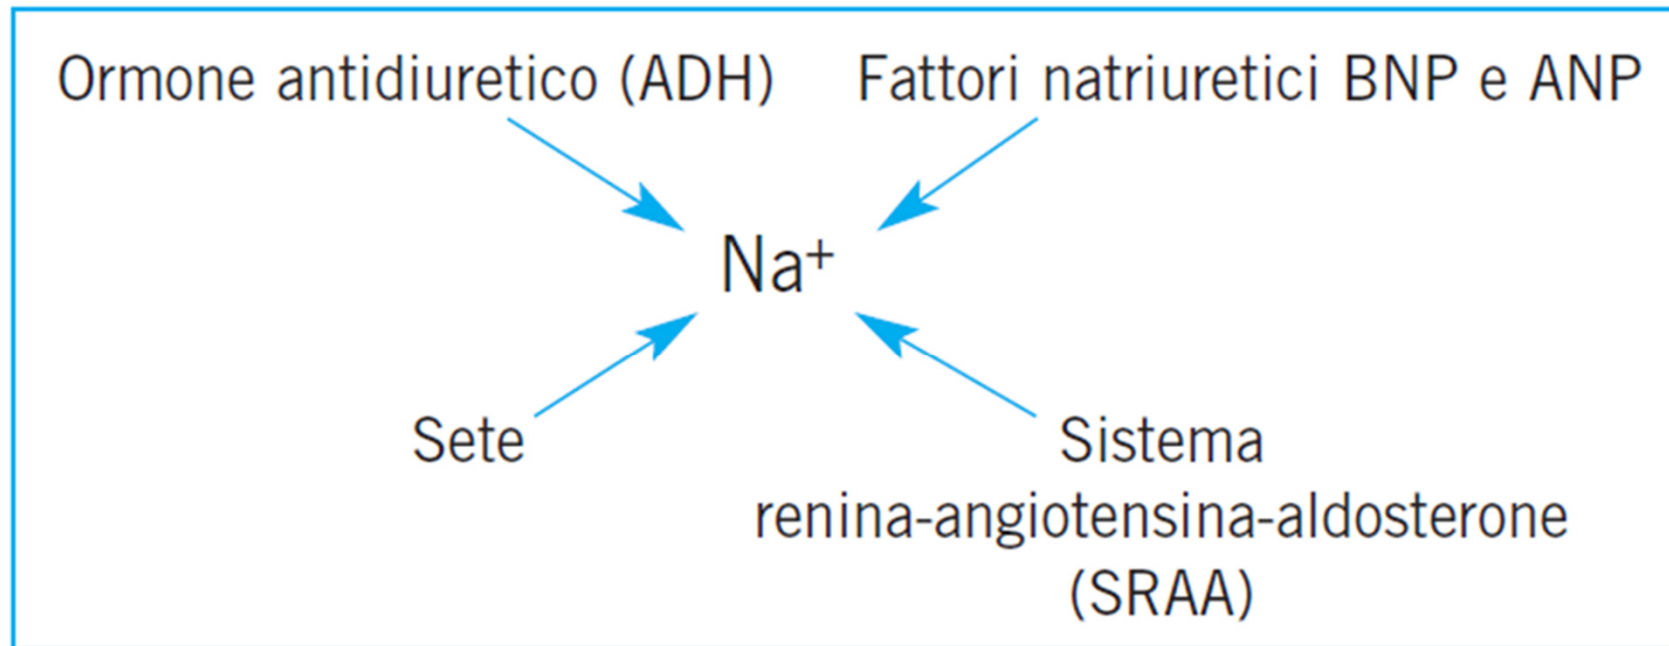 Ormone antidiuretico (ADH)
Fattori natriuretici BNP e ANP
Na⁺
Sete
Sistema
renina-angiotensina-aldosterone
(SRAA)